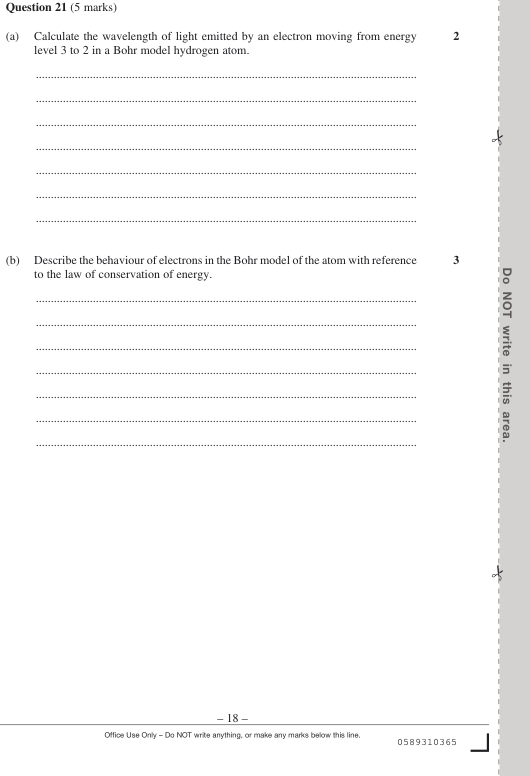 Question 21 (5 marks)
(a) Calculate the wavelength of light emitted by an electron moving from energy 2
level 3 to 2 in a Bohr model hydrogen atom.
(b) Describe the behaviour of electrons in the Bohr model of the atom with reference 3
to the law of conservation of energy.
Do NOT write in this area.
– 18 –
Office Use Only – Do NOT write anything, or make any marks below this line.
0589310365